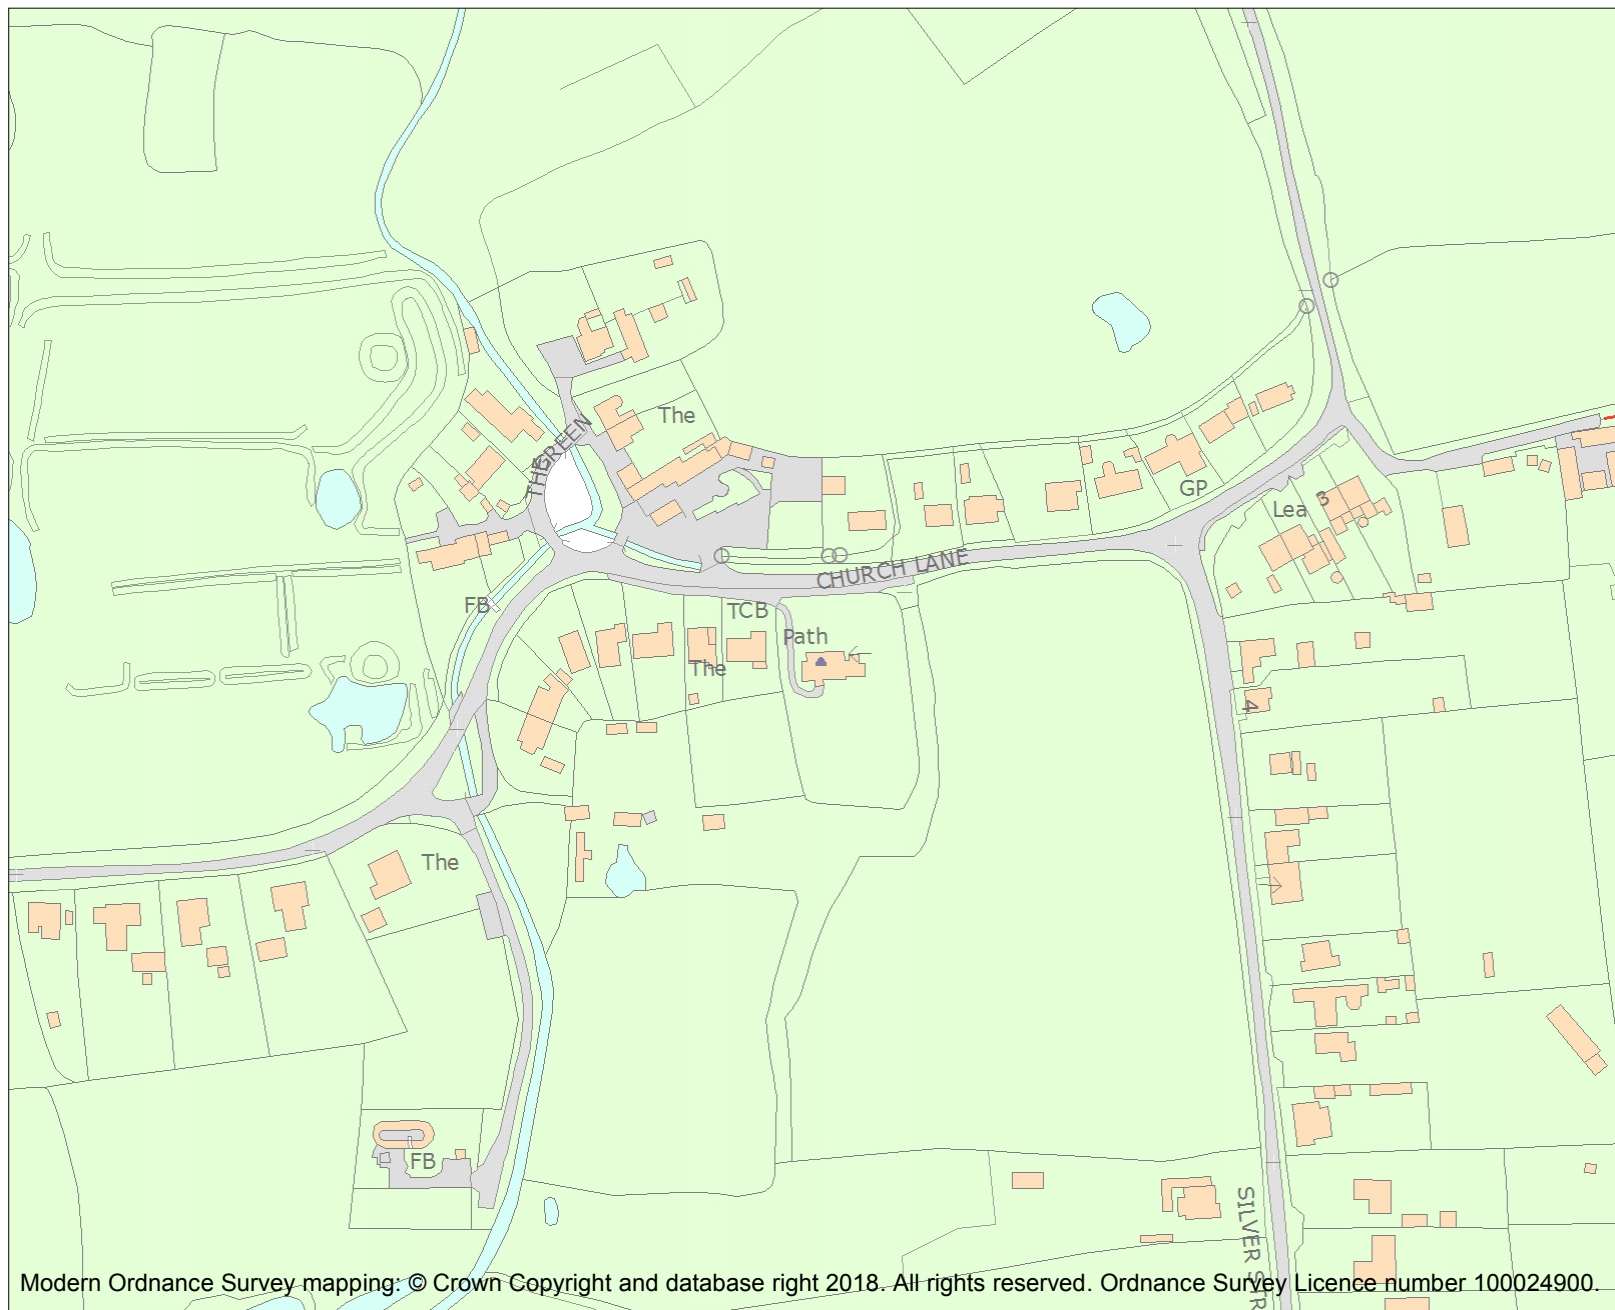 The
THE GREEN
GP
Lea
3
CHURCH LANE
FB
TCB
Path
The
4
The
FB
SILVER STR
Modern Ordnance Survey mapping: © Crown Copyright and database right 2018. All rights reserved. Ordnance Survey Licence number 100024900.